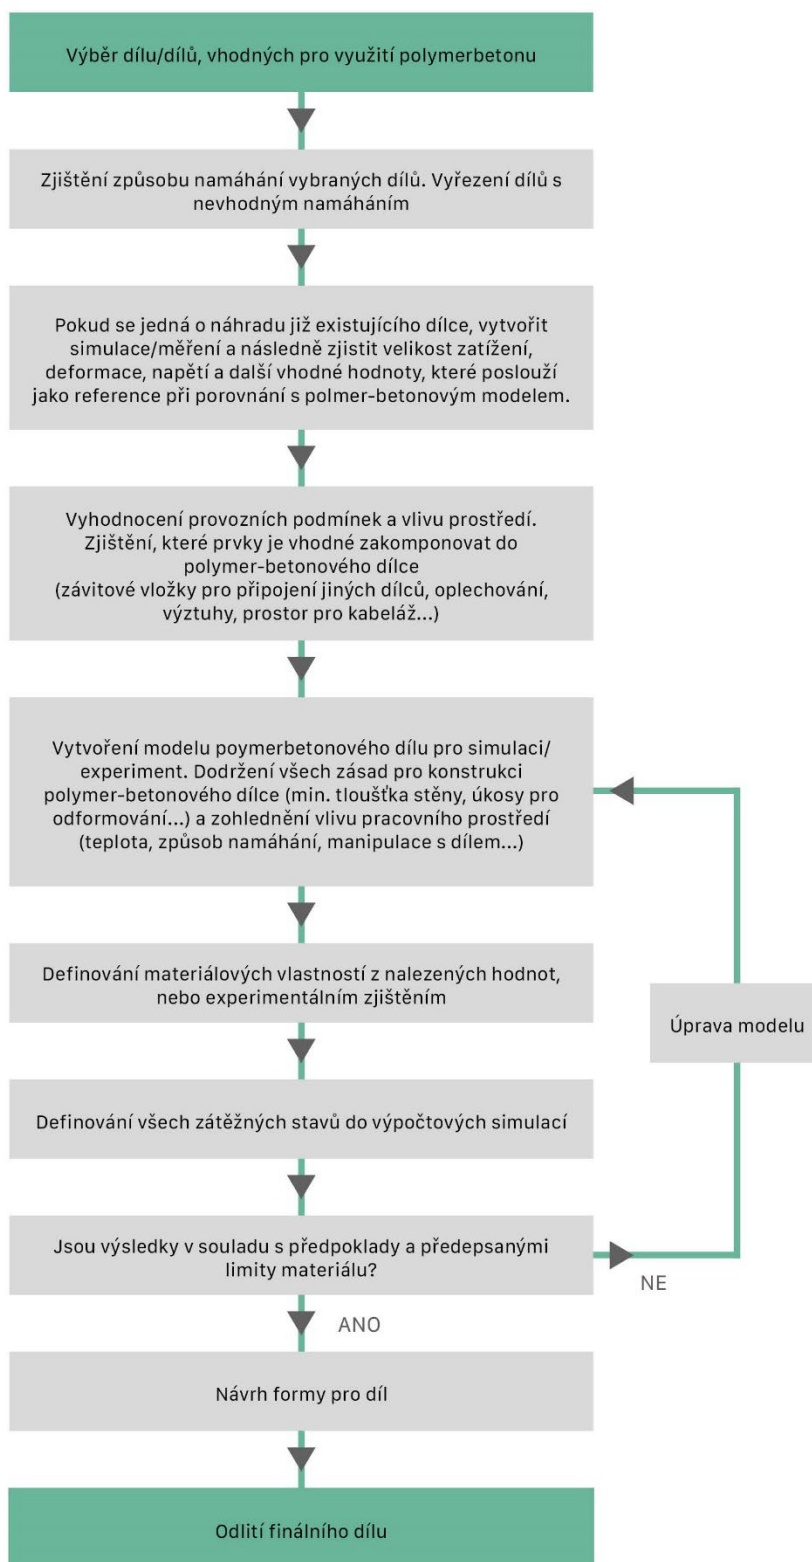 Výběr dílu/dílů, vhodných pro využití polymerbetonu
Zjištění způsobu namáhání vybraných dílů. Vyřezení dílů s
nevhodným namáháním
Pokud se jedná o náhradu již existujícího dílce, vytvořit
simulace/měření a následně zjistit velikost zatížení,
deformace, napětí a další vhodné hodnoty, které poslouží
jako reference při porovnání s polmer-betonovým modelem.
Vyhodnocení provozních podmínek a vlivu prostředí.
Zjištění, které prvky je vhodné zakomponovat do
polymer-betonového dílce
(závitové vložky pro připojení jiných dílců, oplechování,
výztuhy, prostor pro kabeláž...)
Vytvoření modelu poymerbetonového dílu pro simulaci/
experiment. Dodržení všech zásad pro konstrukci
polymer-betonového dílce (min. tloušťka stěny, úkosy pro
odformování...) a zohlednění vlivu pracovního prostředí
(teplota, způsob namáhání, manipulace s dílem...)
Definování materiálových vlastností z nalezených hodnot,
nebo experimentálním zjištěním
Úprava modelu
Definování všech zátěžných stavů do výpočtových simulací
Jsou výsledky v souladu s předpoklady a předepsanými
limity materiálu?
NE
ANO
Návrh formy pro díl
Odlití finálního dílu